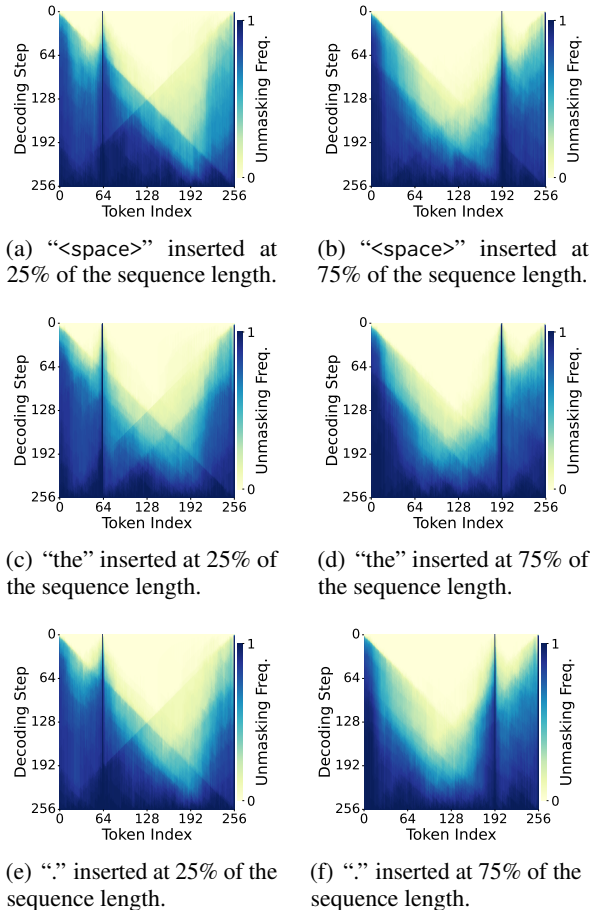 0
64
128
192
256
Decoding Step
0 64 128 192 256
Token Index
1
0
Unmasking Freq.
0
64
128
192
256
Decoding Step
0 64 128 192 256
Token Index
1
0
Unmasking Freq.
(a) “<space>” inserted at
25% of the sequence length.
(b) “<space>” inserted at
75% of the sequence length.
0
64
128
192
256
Decoding Step
0 64 128 192 256
Token Index
1
0
Unmasking Freq.
0
64
128
192
256
Decoding Step
0 64 128 192 256
Token Index
1
0
Unmasking Freq.
(c) “the” inserted at 25% of
the sequence length.
(d) “the” inserted at 75% of
the sequence length.
0
64
128
192
256
Decoding Step
0 64 128 192 256
Token Index
1
0
Unmasking Freq.
0
64
128
192
256
Decoding Step
0 64 128 192 256
Token Index
1
0
Unmasking Freq.
(e) “.” inserted at 25% of the
sequence length.
(f) “.” inserted at 75% of the
sequence length.